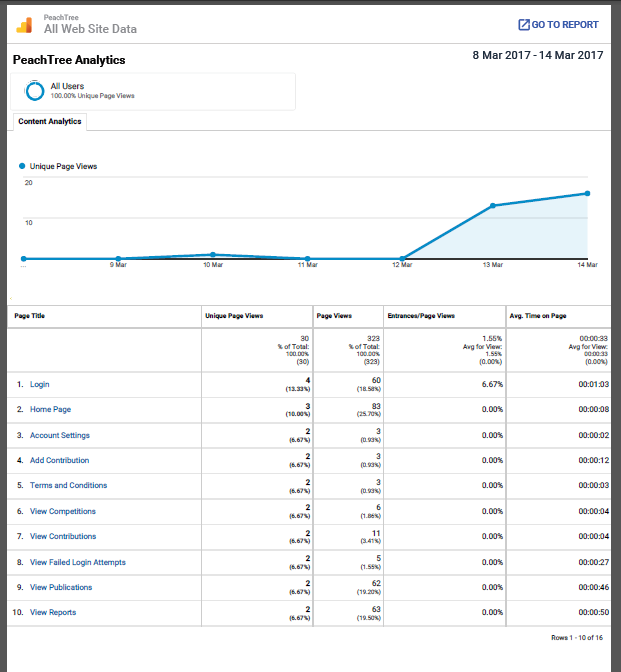 PeachTree
All Web Site Data
GO TO REPORT
PeachTree Analytics
8 Mar 2017 - 14 Mar 2017
All Users
100.00% Unique Page Views
Content Analytics
Unique Page Views
20
10
... 9 Mar 10 Mar 11 Mar 12 Mar 13 Mar 14 Mar
Page Title Unique Page Views Page Views Entrances/Page Views Avg. Time on Page
30 323 1.55% 00:00:33
% of Total: % of Total: Avg for View: Avg for View:
100.00% 100.00% 1.55% 00:00:33
(30) (323) (0.00%) (0.00%)
1. Login 4 60 6.67% 00:01:03
(13.33%) (18.58%)
2. Home Page 3 83 0.00% 00:00:08
(10.00%) (25.70%)
3. Account Settings 2 3 0.00% 00:00:02
(6.67%) (0.93%)
4. Add Contribution 2 3 0.00% 00:00:12
(6.67%) (0.93%)
5. Terms and Conditions 2 3 0.00% 00:00:03
(6.67%) (0.93%)
6. View Competitions 2 6 0.00% 00:00:04
(6.67%) (1.86%)
7. View Contributions 2 11 0.00% 00:00:04
(6.67%) (3.41%)
8. View Failed Login Attempts 2 5 0.00% 00:00:27
(6.67%) (1.55%)
9. View Publications 2 62 0.00% 00:00:46
(6.67%) (19.20%)
10. View Reports 2 63 0.00% 00:00:50
(6.67%) (19.50%)
Rows 1 - 10 of 16